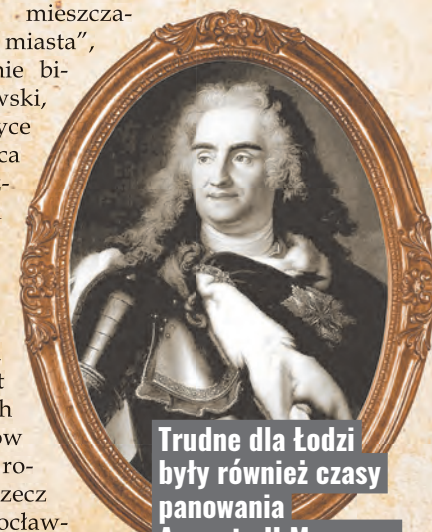 mieszcza-
miasta”,
nie bi-
wski,
yce
ca
h
ów
ro-
zecz
ocław-
Trudne dla Łodzi
były również czasy
panowania